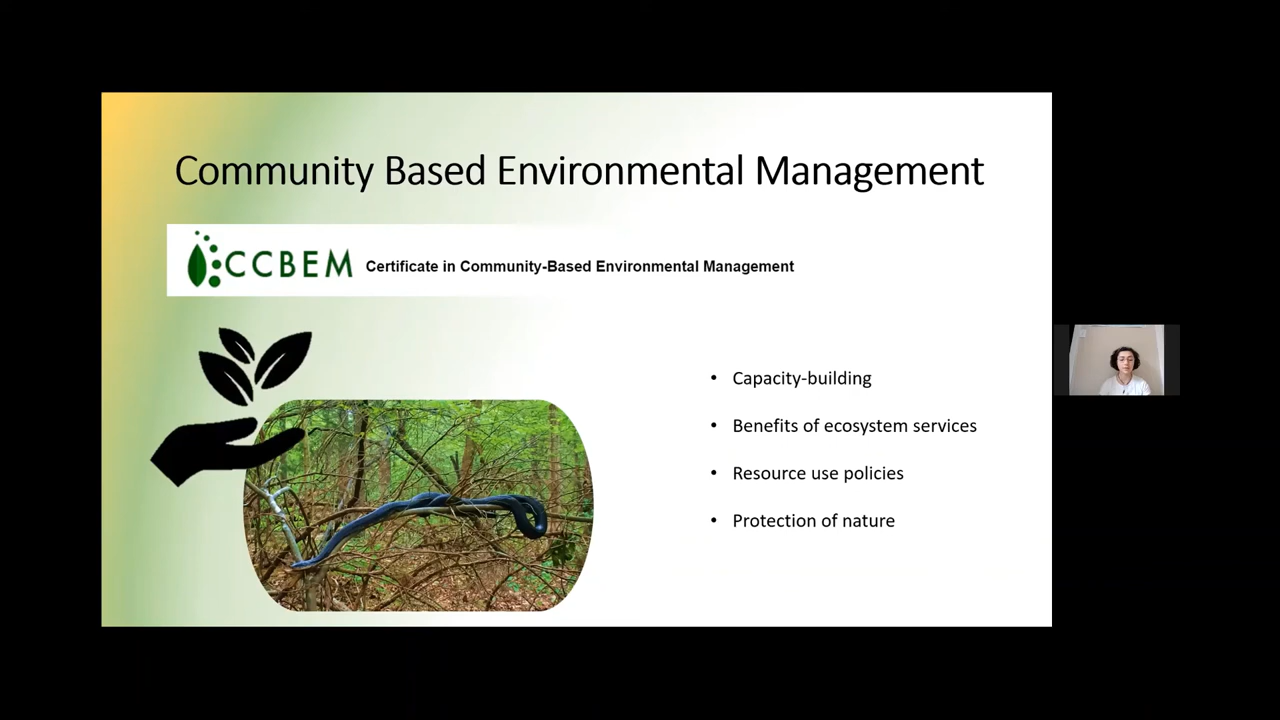 Community Based Environmental Management
CCBEM
Certificate in Community-Based Environmental Management
• Capacity-building
• Benefits of ecosystem services
• Resource use policies
• Protection of nature